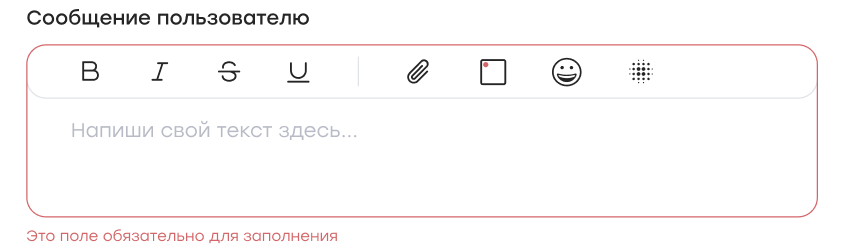 Сообщение пользователю
B I S U
Напиши свой текст здесь...
Это поле обязательно для заполнения